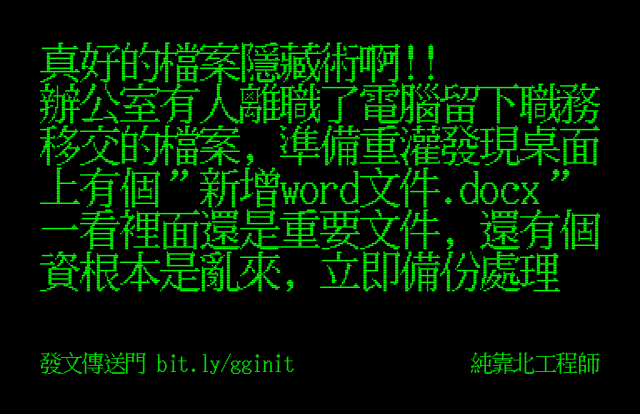 真好的檔案隱藏術啊!!
辦公室有人離職了電腦留下職務
移交的檔案, 準備重灌發現桌面
上有個”新增word文件.docx”
一看裡面還是重要文件, 還有個
資根本是亂來, 立即備份處理
發文傳送門 bit.ly/gginit
純靠北工程師